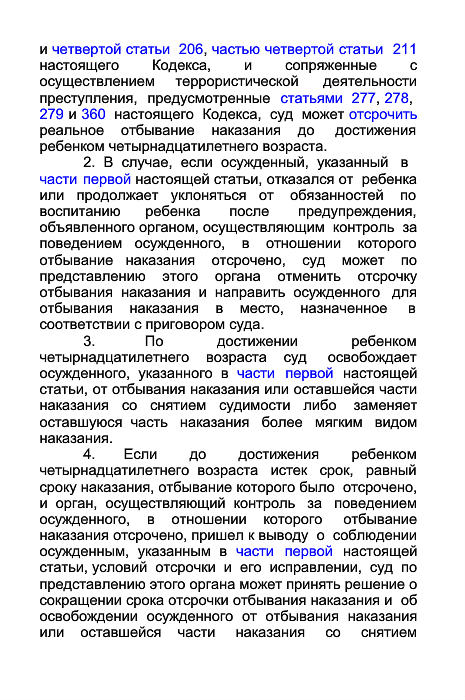 и четвертой статьи 206, частью четвертой статьи 211
настоящего Кодекса, и сопряженные с
осуществлением террористической деятельности
преступления, предусмотренные статьями 277, 278,
279 и 360 настоящего Кодекса, суд может отсрочить
реальное отбывание наказания до достижения
ребенком четырнадцатилетнего возраста.
2. В случае, если осужденный, указанный в
части первой настоящей статьи, отказался от ребенка
или продолжает уклоняться от обязанностей по
воспитанию ребенка после предупреждения,
объявленного органом, осуществляющим контроль за
поведением осужденного, в отношении которого
отбывание наказания отсрочено, суд может по
представлению этого органа отменить отсрочку
отбывания наказания и направить осужденного для
отбывания наказания в место, назначенное в
соответствии с приговором суда.
3. По достижении ребенком
четырнадцатилетнего возраста суд освобождает
осужденного, указанного в части первой настоящей
статьи, от отбывания наказания или оставшейся части
наказания со снятием судимости либо заменяет
оставшуюся часть наказания более мягким видом
наказания.
4. Если до достижения ребенком
четырнадцатилетнего возраста истек срок, равный
сроку наказания, отбывание которого было отсрочено,
и орган, осуществляющий контроль за поведением
осужденного, в отношении которого отбывание
наказания отсрочено, пришел к выводу о соблюдении
осужденным, указанным в части первой настоящей
статьи, условий отсрочки и его исправлении, суд по
представлению этого органа может принять решение о
сокращении срока отсрочки отбывания наказания и об
освобождении осужденного от отбывания наказания
или оставшейся части наказания со снятием